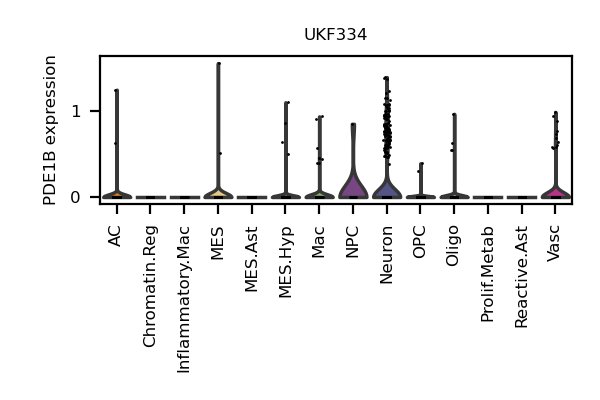 UKF334
PDE1B expression
1
0
AC
Chromatin.Reg
Inflammatory.Mac
MES
MES.Ast
MES.Hyp
Mac
NPC
Neuron
OPC
Oligo
Prolif.Metab
Reactive.Ast
Vasc